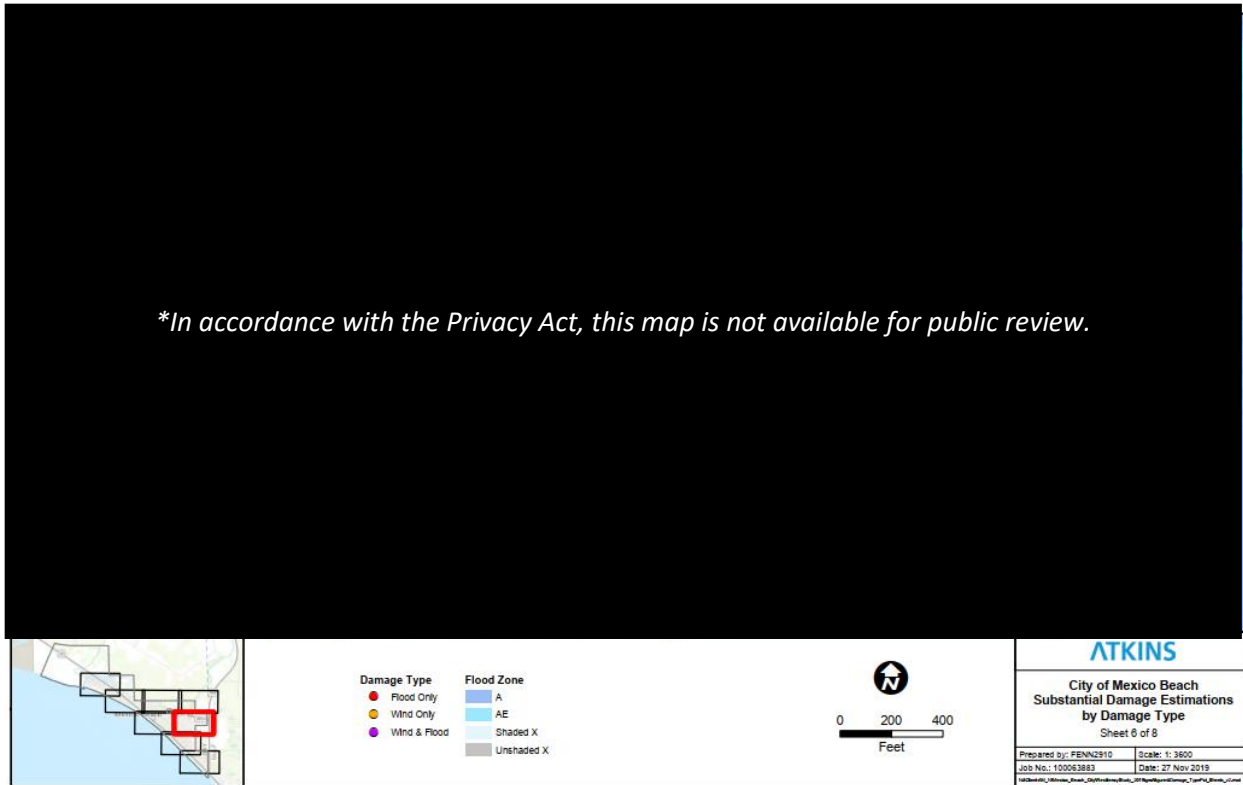 *In accordance with the Privacy Act, this map is not available for public review.
Damage Type
Flood Only
Wind Only
Wind & Flood
Flood Zone
A
AE
Shaded X
Unshaded X
N
0 200 400
Feet
ATKINS
City of Mexico Beach
Substantial Damage Estimations
by Damage Type
Sheet 6 of 8
Prepared by: FENN2910
Scale: 1: 3600
Job No.: 100063883
Date: 27 Nov 2019